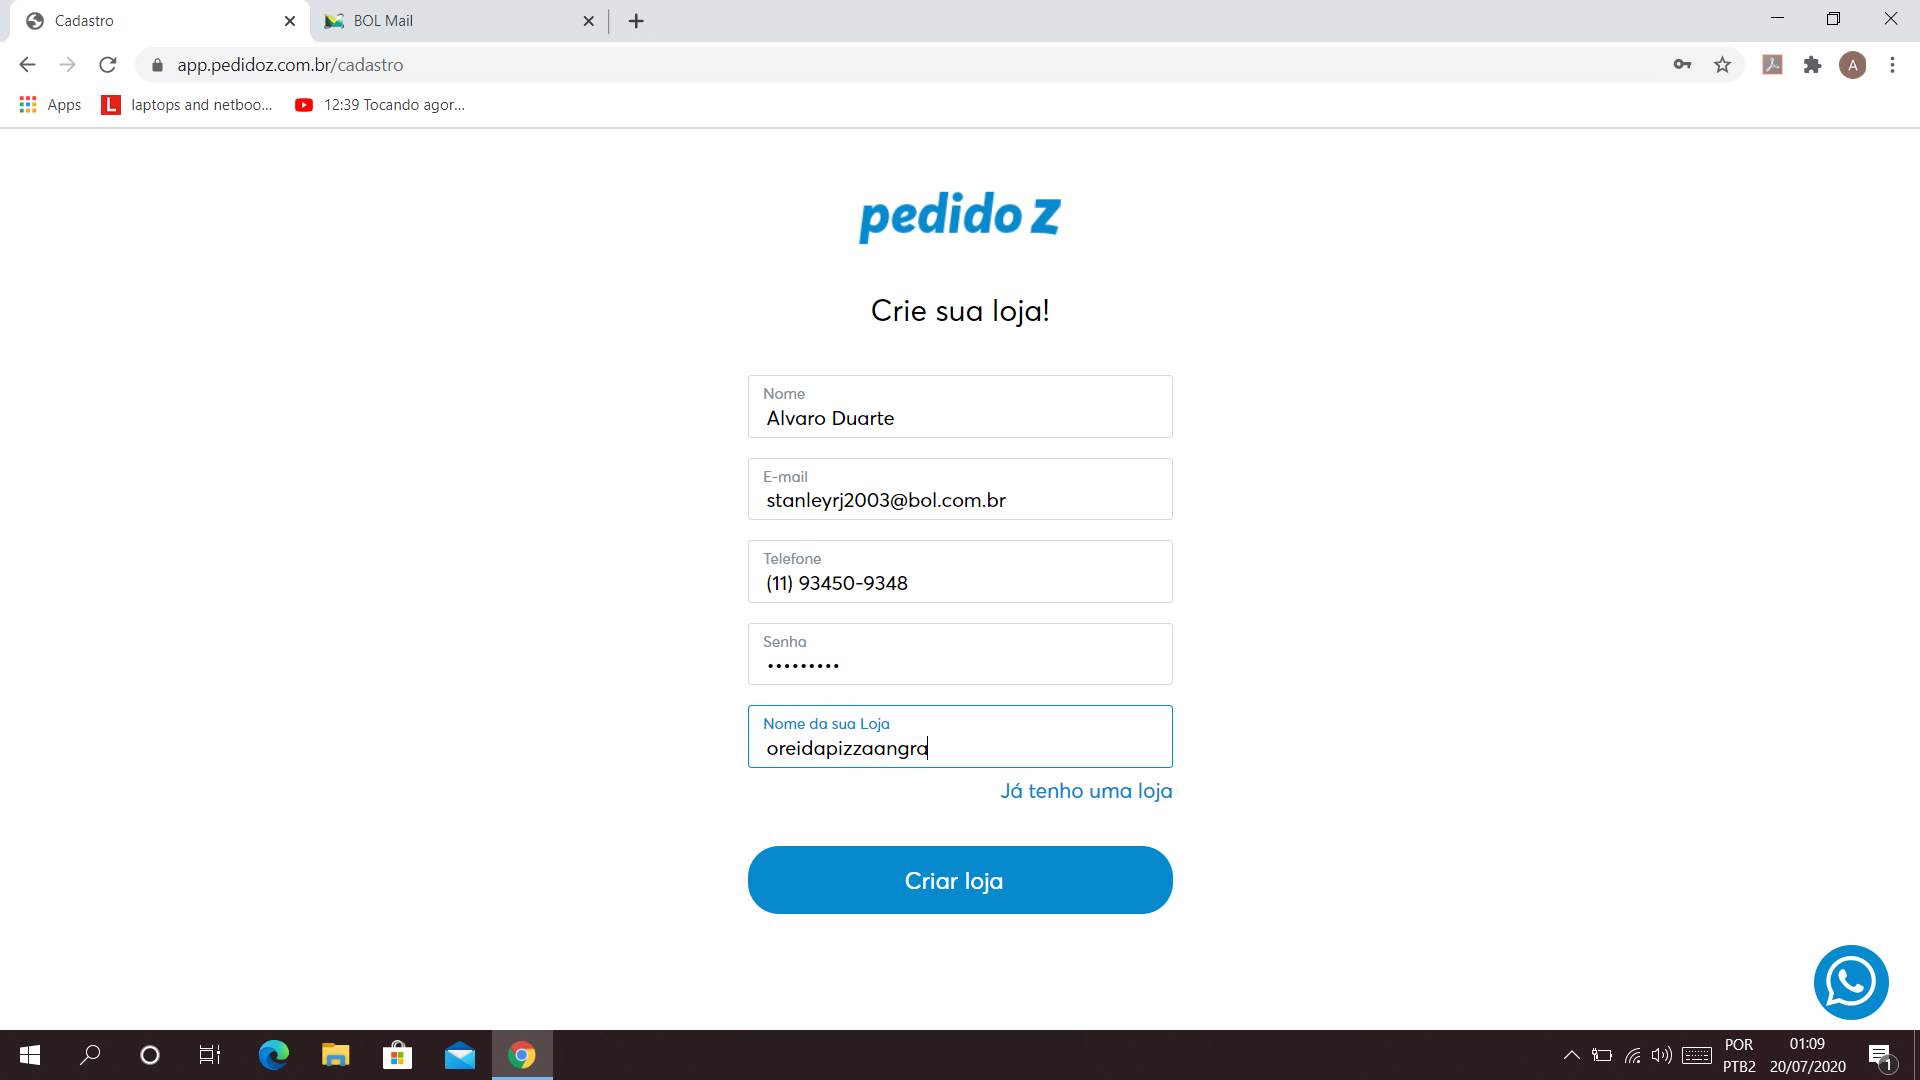 Cadastro
BOL Mail
app.pedidoz.com.br/cadastro
A
Apps
L
laptops and netboo...
12:39 Tocando agor...
pedido z
Crie sua loja!
Nome
Alvaro Duarte
E-mail
stanleyrj2003@bol.com.br
Telefone
(11) 93450-9348
Senha
•••••••••
Nome da sua Loja
oreidapizzaangra
Já tenho uma loja
Criar loja
POR
PTB2
01:09
20/07/2020
1